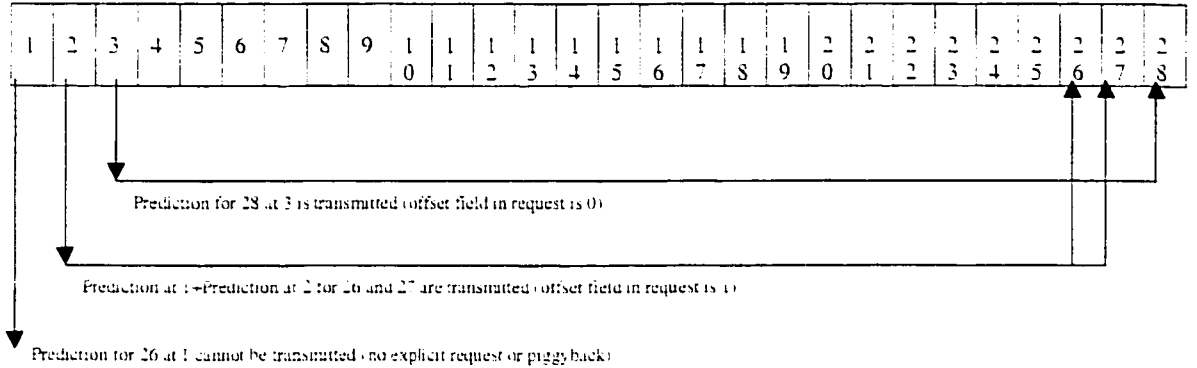 1 2 3 4 5 6 7 8 9 10 11 12 13 14 15 16 17 18 19 20 21 22 23 24 25 26 27 28
Prediction for 28 at 3 is transmitted (offset field in request is 0)
Prediction at 1+Prediction at 2 for 26 and 27 are transmitted (offset field in request is 1)
Prediction for 26 at 1 cannot be transmitted (no explicit request or piggyback)